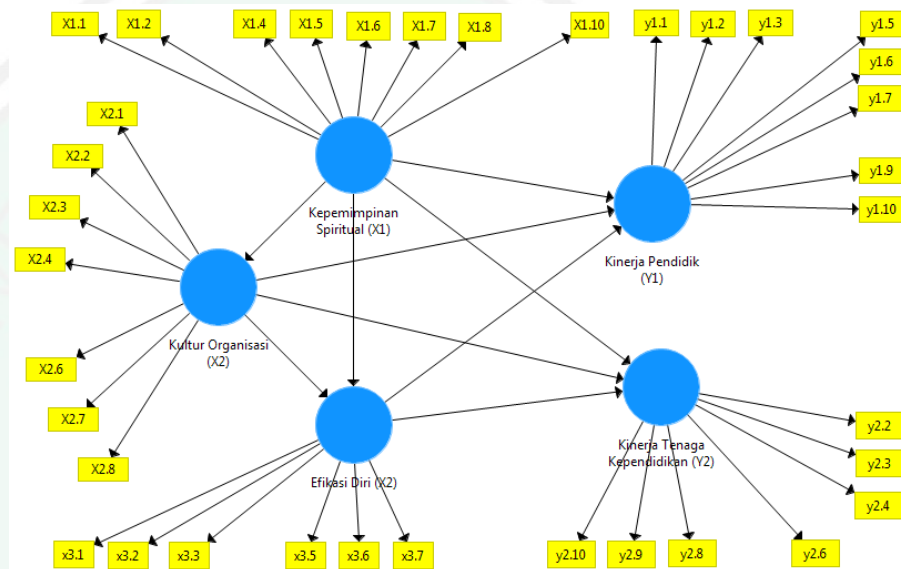 X1.1
X1.2
X1.4
X1.5
X1.6
X1.7
X1.8
X1.10
y1.1
y1.2
y1.3
y1.5
y1.6
y1.7
y1.9
y1.10
X2.1
X2.2
X2.3
X2.4
X2.6
X2.7
X2.8
Kepemimpinan
Spiritual (X1)
Kinerja Pendidik
(Y1)
Kultur Organisasi
(X2)
Efikasi Diri (X2)
Kinerja Tenaga
Kependidikan (Y2)
x3.1
x3.2
x3.3
x3.5
x3.6
x3.7
y2.2
y2.3
y2.4
y2.10
y2.9
y2.8
y2.6